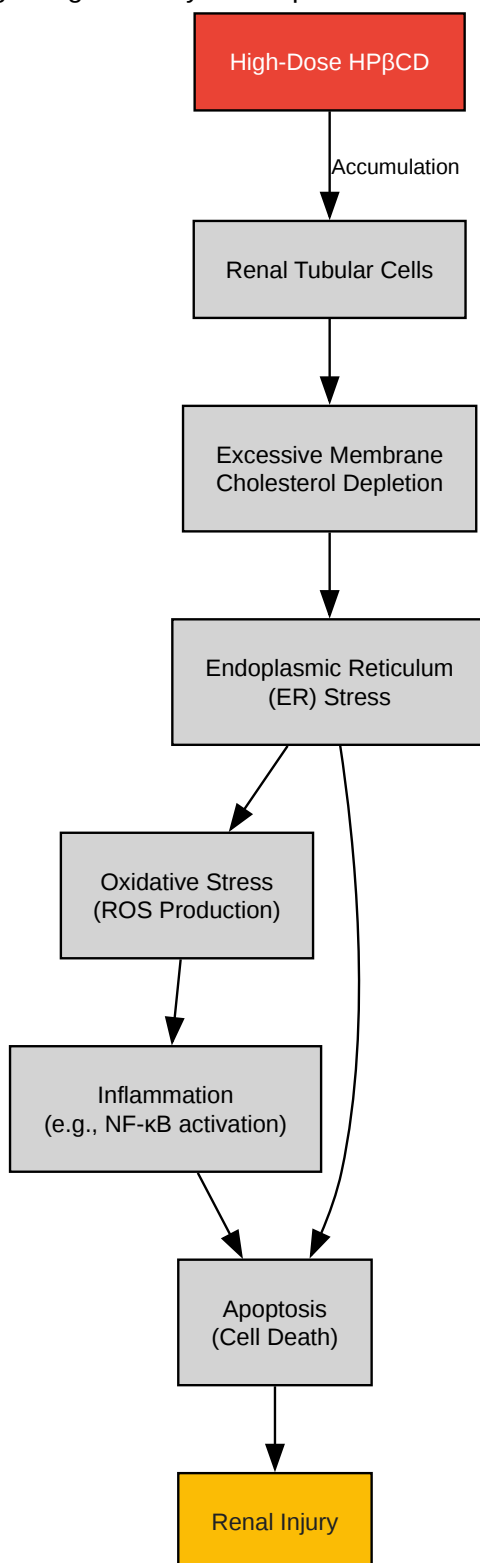 High-Dose HPβCD
Accumulation
Renal Tubular Cells
Excessive Membrane
Cholesterol Depletion
Endoplasmic Reticulum
(ER) Stress
Oxidative Stress
(ROS Production)
Inflammation
(e.g., NF-κB activation)
Apoptosis
(Cell Death)
Renal Injury